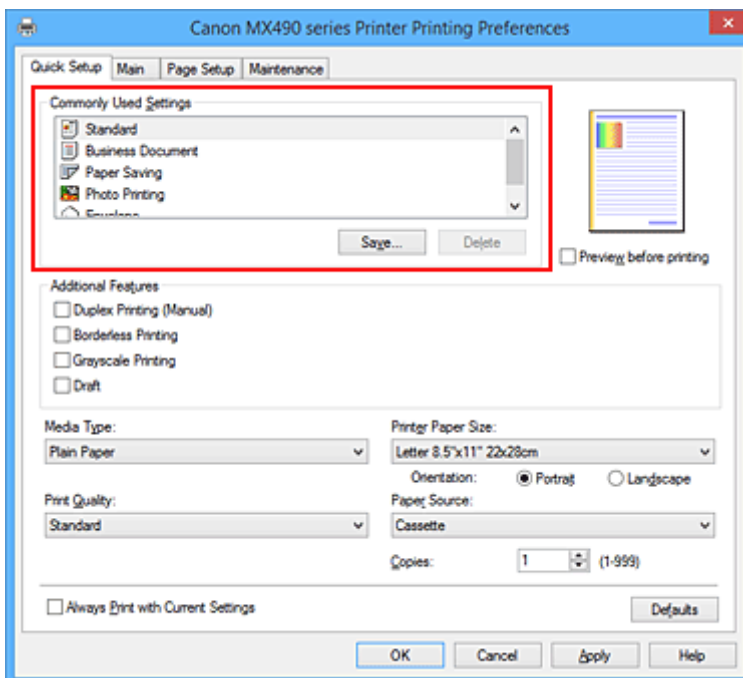 Canon MX490 series Printer Printing Preferences
Quick Setup Main Page Setup Maintenance
Commonly Used Settings
Standard
Business Document
Paper Saving
Photo Printing
Envelope
Save... Delete
Preview before printing
Additional Features
Duplex Printing (Manual)
Borderless Printing
Grayscale Printing
Draft
Media Type:
Plain Paper
Printer Paper Size:
Letter 8.5"x11" 22x28cm
Orientation: Portrait Landscape
Print Quality:
Standard
Paper Source:
Cassette
Copies: 1 (1-999)
Always Print with Current Settings
Defaults
OK Cancel Apply Help